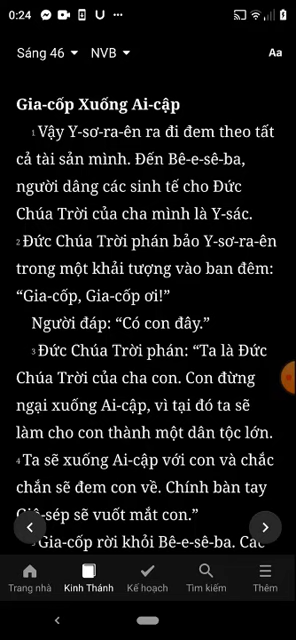 0:24
Sáng 46 NVB Aa
Gia-cốp Xuống Ai-cập
1 Vậy Y-sơ-ra-ên ra đi đem theo tất
cả tài sản mình. Đến Bê-e-sê-ba,
người dâng các sinh tế cho Đức
Chúa Trời của cha mình là Y-sác.
2 Đức Chúa Trời phán bảo Y-sơ-ra-ên
trong một khải tượng vào ban đêm:
“Gia-cốp, Gia-cốp ơi!”
Người đáp: “Có con đây.”
3 Đức Chúa Trời phán: “Ta là Đức
Chúa Trời của cha con. Con đừng
ngại xuống Ai-cập, vì tại đó ta sẽ
làm cho con thành một dân tộc lớn.
4 Ta sẽ xuống Ai-cập với con và chắc
chắn sẽ đem con về. Chính bàn tay
Giô-sép sẽ vuốt mắt con.”
Gia-cốp rời khỏi Bê-e-sê-ba. Các
Trang nhà Kinh Thánh Kế hoạch Tìm kiếm Thêm